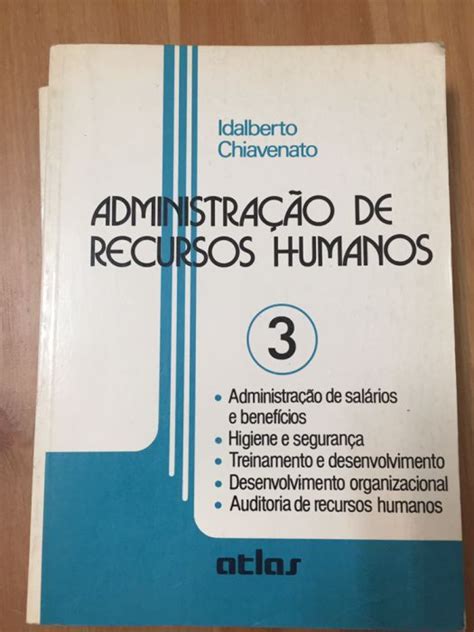 Idalberto
Chiavenato
ADMINISTRAÇÃO DE
RECURSOS HUMANOS
3
• Administração de salários
e benefícios
• Higiene e segurança
• Treinamento e desenvolvimento
• Desenvolvimento organizacional
• Auditoria de recursos humanos
atlas